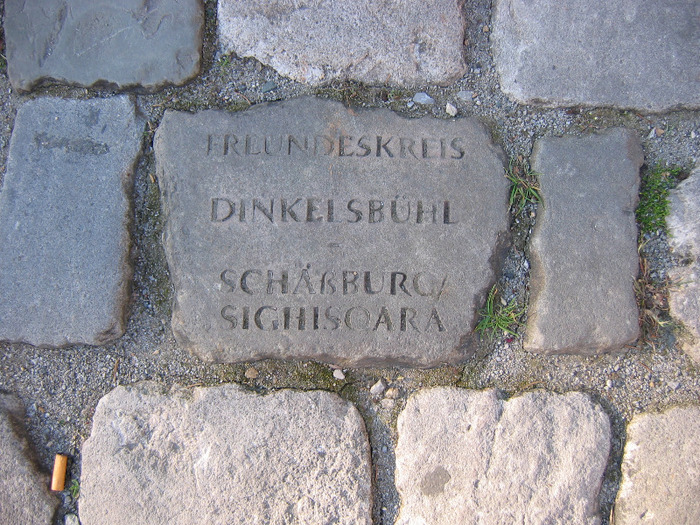 FREUNDESKREIS
DINKELSBÜHL
-
SCHÄßBURG/
SIGHISOARA